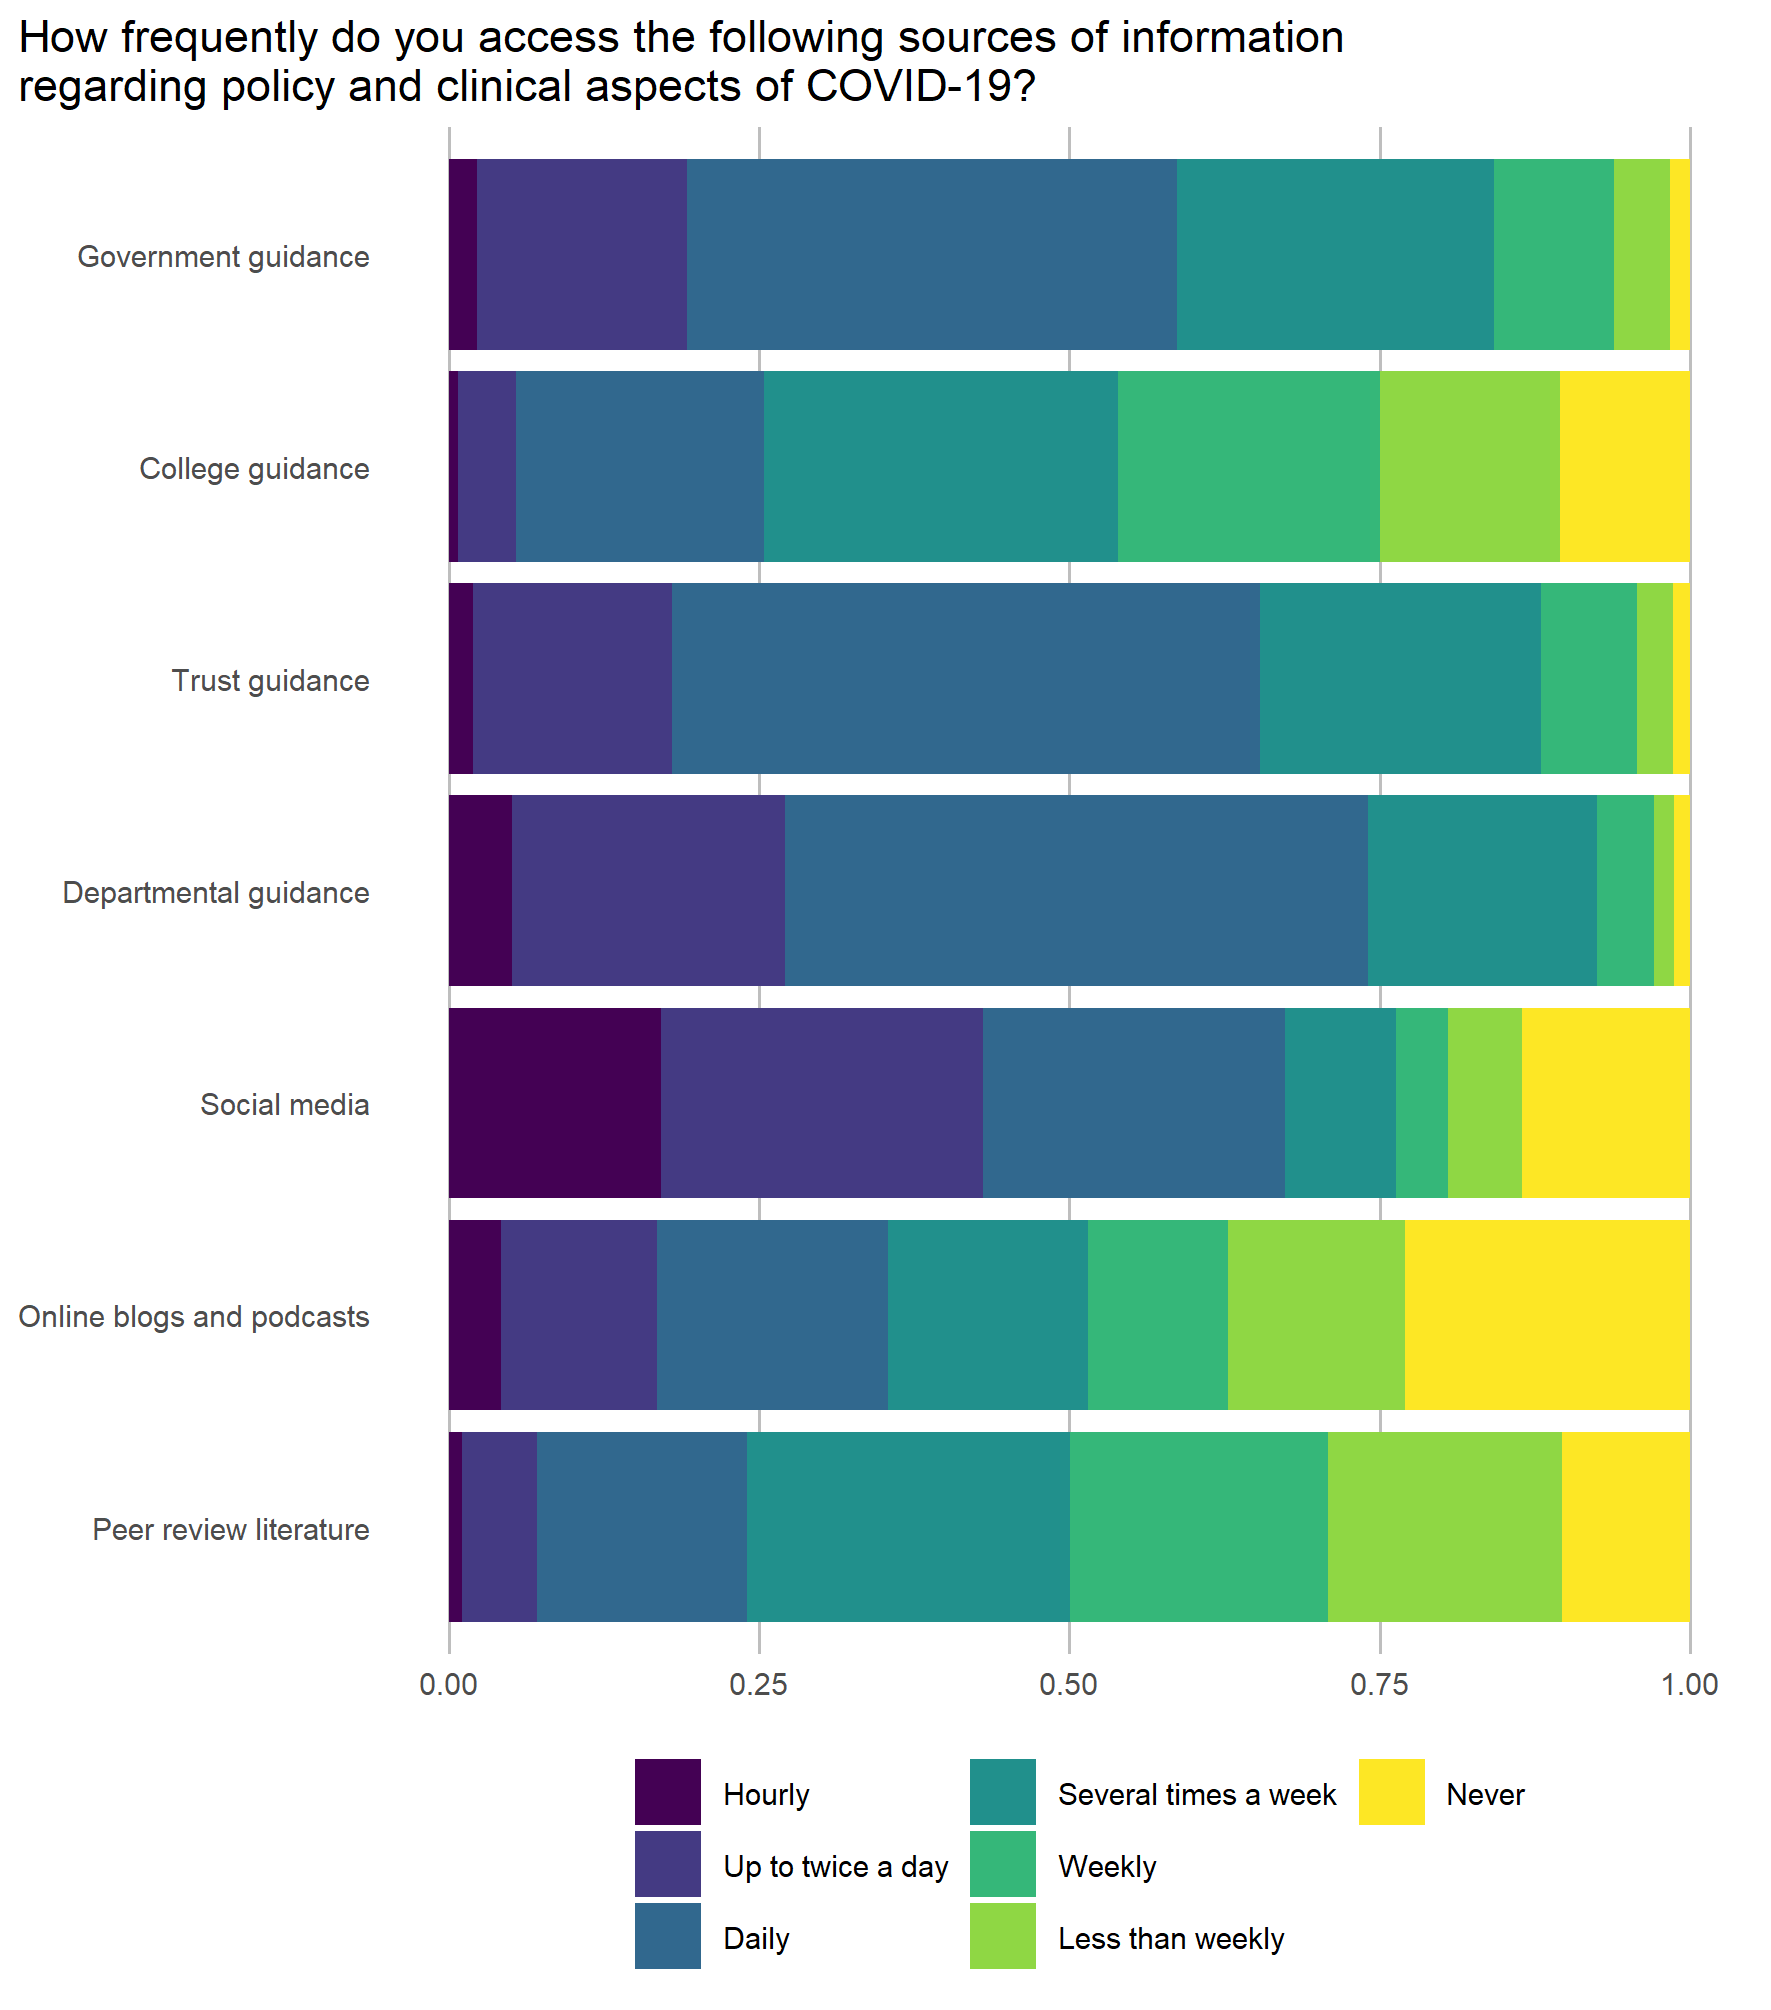 How frequently do you access the following sources of information
regarding policy and clinical aspects of COVID-19?
Government guidance
College guidance
Trust guidance
Departmental guidance
Social media
Online blogs and podcasts
Peer review literature
0.00 0.25 0.50 0.75 1.00
Hourly Several times a week Never
Up to twice a day Weekly
Daily Less than weekly